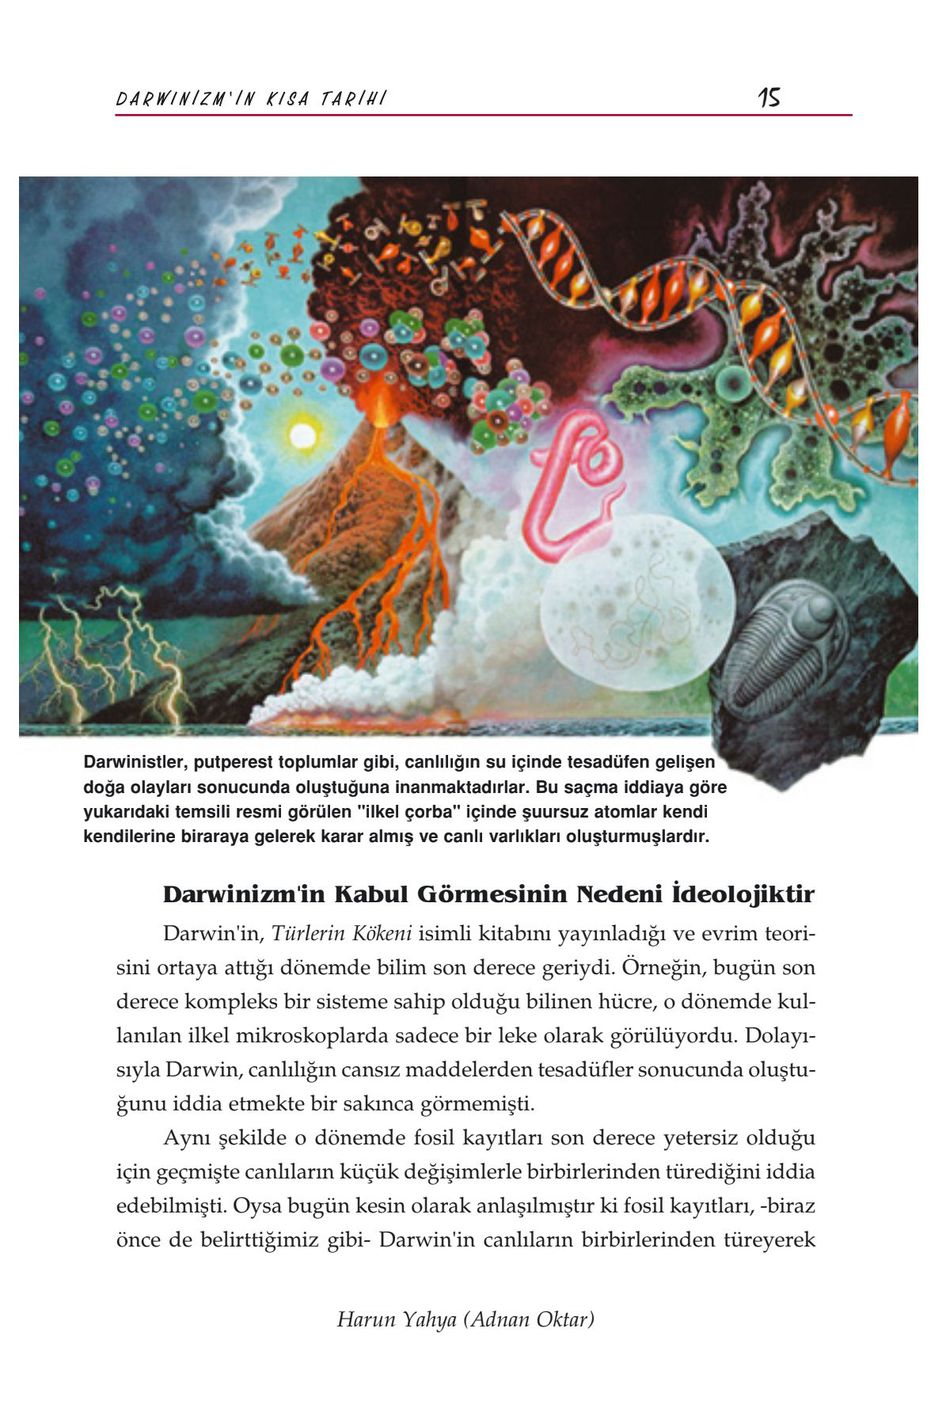 DARWINİZM'İN KISA TARİHİ
15
Darwinistler, putperest toplumlar gibi, canlılığın su içinde tesadüfen gelişen
doğa olayları sonucunda oluştuğuna inanmaktadırlar. Bu saçma iddiaya göre
yukarıdaki temsili resmi görülen "ilkel çorba" içinde şuursuz atomlar kendi
kendilerine biraraya gelerek karar almış ve canlı varlıkları oluşturmuşlardır.
Darwinizm'in Kabul Görmesinin Nedeni İdeolojiktir
Darwin'in, Türlerin Kökeni isimli kitabını yayınladığı ve evrim teori-
sini ortaya attığı dönemde bilim son derece geriydi. Örneğin, bugün son
derece kompleks bir sisteme sahip olduğu bilinen hücre, o dönemde kul-
lanılan ilkel mikroskoplarda sadece bir leke olarak görülüyordu. Dolayı-
sıyla Darwin, canlılığın cansız maddelerden tesadüfler sonucunda oluştu-
ğunu iddia etmekte bir sakınca görmemişti.
Aynı şekilde o dönemde fosil kayıtları son derece yetersiz olduğu
için geçmişte canlıların küçük değişimlerle birbirlerinden türediğini iddia
edebilmişti. Oysa bugün kesin olarak anlaşılmıştır ki fosil kayıtları, -biraz
önce de belirttiğimiz gibi- Darwin'in canlıların birbirlerinden türeyerek
Harun Yahya (Adnan Oktar)